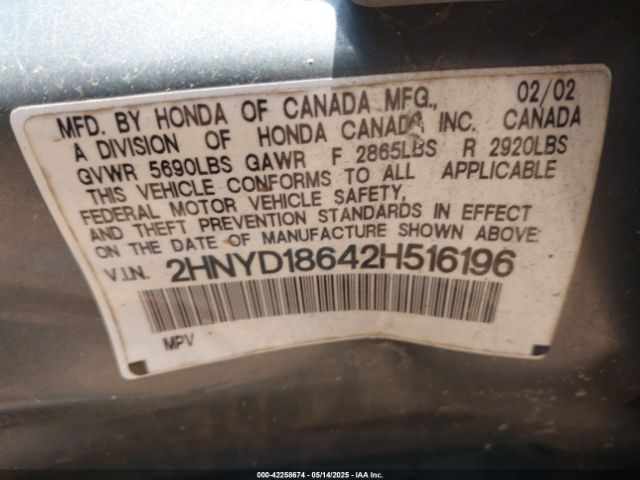 MFD. BY HONDA OF CANADA MFG., 02/02
A DIVISION OF HONDA CANADA INC. CANADA
GVWR 5690LBS GAWR F 2865LBS R 2920LBS
THIS VEHICLE CONFORMS TO ALL APPLICABLE
FEDERAL MOTOR VEHICLE SAFETY,
AND THEFT PREVENTION STANDARDS IN EFFECT
ON THE DATE OF MANUFACTURE SHOWN ABOVE.
V.I.N. 2HNYD18642H516196
MPV
000-42258674 - 05/14/2025 - IAA Inc.